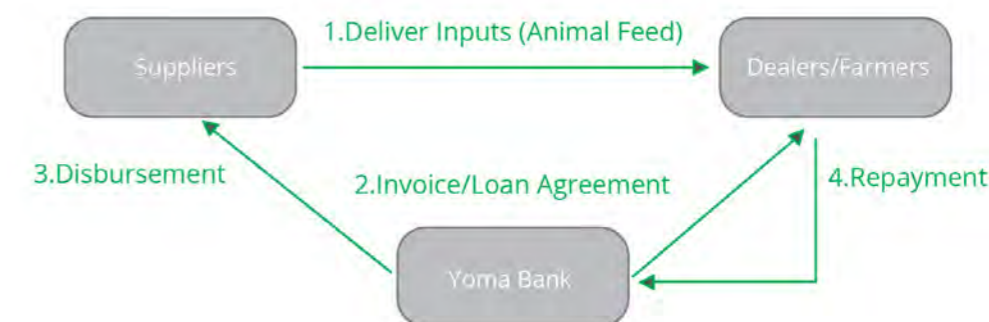 1.Deliver Inputs (Animal Feed)
Suppliers
Dealers/Farmers
3.Disbursement
2.Invoice/Loan Agreement
4.Repayment
Yoma Bank